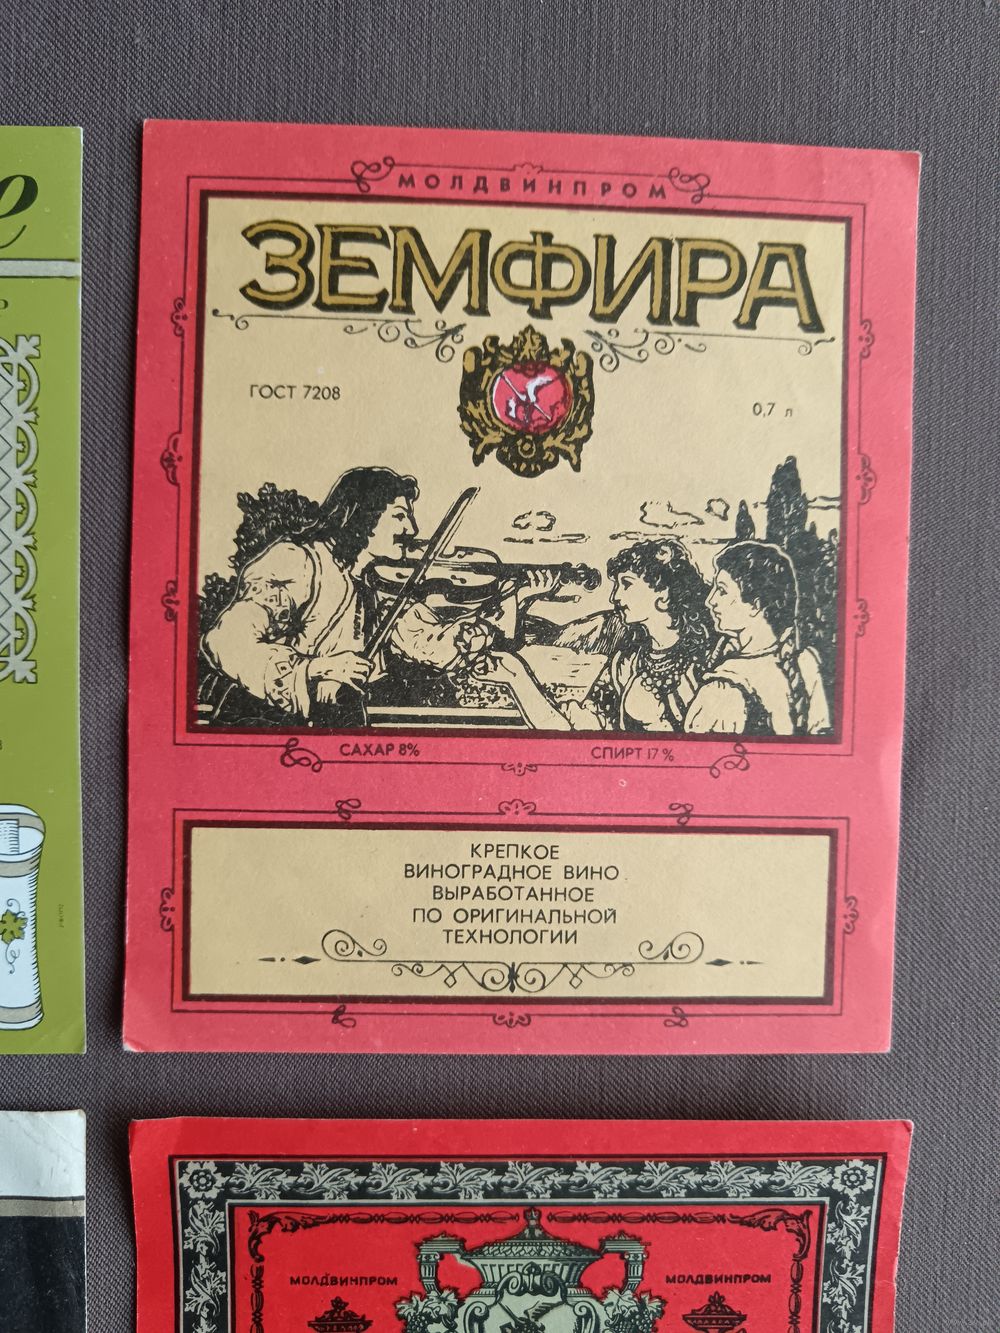 МОЛДВИНПРОМ
ЗЕМФИРА
ГОСТ 7208
0,7 л
САХАР 8%
СПИРТ 17%
КРЕПКОЕ
ВИНОГРАДНОЕ ВИНО
ВЫРАБОТАННОЕ
ПО ОРИГИНАЛЬНОЙ
ТЕХНОЛОГИИ
МОЛДВИНПРОМ
МОЛДВИНПРОМ